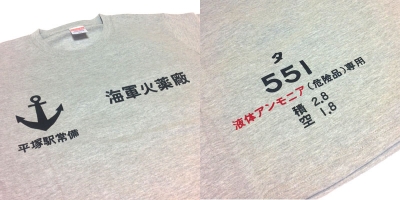 海軍火薬廠
平塚駅常備
タ
551
液体アンモニア(危険品)専用
積 2.8
空 1.8